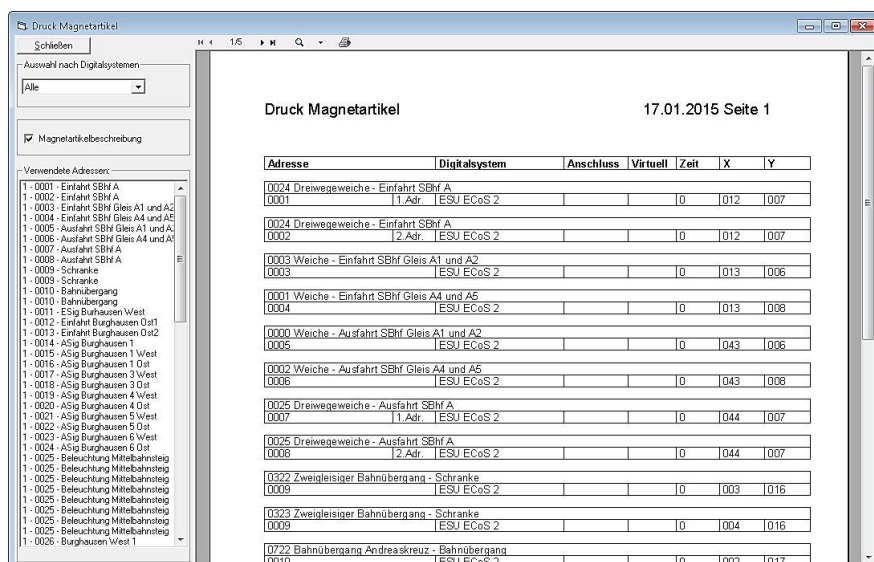 Druck Magnetartikel
Schließen
1/5
Auswahl nach Digitalsystemen
Alle
Magnetartikelbeschreibung
Verwendete Adressen:
1 - 0001 - Einfahrt SBhf A
1 - 0002 - Einfahrt SBhf A
1 - 0003 - Einfahrt SBhf Gleis A1 und A2
1 - 0004 - Einfahrt SBhf Gleis A4 und A5
1 - 0005 - Ausfahrt SBhf Gleis A1 und A
1 - 0006 - Ausfahrt SBhf Gleis A4 und A
1 - 0007 - Ausfahrt SBhf A
1 - 0008 - Ausfahrt SBhf A
1 - 0009 - Schranke
1 - 0009 - Schranke
1 - 0010 - Bahnübergang
1 - 0010 - Bahnübergang
1 - 0011 - ESig Burhausen West
1 - 0012 - Einfahrt Burghausen Ost1
1 - 0013 - Einfahrt Burghausen Ost2
1 - 0014 - ASig Burghausen 1
1 - 0015 - ASig Burghausen 1 West
1 - 0016 - ASig Burghausen 1 Ost
1 - 0017 - ASig Burghausen 3 West
1 - 0018 - ASig Burghausen 3 Ost
1 - 0019 - ASig Burghausen 4 West
1 - 0020 - ASig Burghausen 4 Ost
1 - 0021 - ASig Burghausen 5 West
1 - 0022 - ASig Burghausen 5 Ost
1 - 0023 - ASig Burghausen 6 West
1 - 0024 - ASig Burghausen 6 Ost
1 - 0025 - Beleuchtung Mittelbahnsteig
1 - 0025 - Beleuchtung Mittelbahnsteig
1 - 0025 - Beleuchtung Mittelbahnsteig
1 - 0025 - Beleuchtung Mittelbahnsteig
1 - 0025 - Beleuchtung Mittelbahnsteig
1 - 0025 - Beleuchtung Mittelbahnsteig
1 - 0025 - Beleuchtung Mittelbahnsteig
1 - 0026 - Burghausen West 1
Druck Magnetartikel 17.01.2015 Seite 1
Adresse Digitalsystem Anschluss Virtuell Zeit X Y
0024 Dreiwegeweiche - Einfahrt SBhf A
0001 1.Adr. ESU ECoS 2 0 012 007
0024 Dreiwegeweiche - Einfahrt SBhf A
0002 2.Adr. ESU ECoS 2 0 012 007
0003 Weiche - Einfahrt SBhf Gleis A1 und A2
0003 ESU ECoS 2 0 013 006
0001 Weiche - Einfahrt SBhf Gleis A4 und A5
0004 ESU ECoS 2 0 013 008
0000 Weiche - Ausfahrt SBhf Gleis A1 und A2
0005 ESU ECoS 2 0 043 006
0002 Weiche - Ausfahrt SBhf Gleis A4 und A5
0006 ESU ECoS 2 0 043 008
0025 Dreiwegeweiche - Ausfahrt SBhf A
0007 1.Adr. ESU ECoS 2 0 044 007
0025 Dreiwegeweiche - Ausfahrt SBhf A
0008 2.Adr. ESU ECoS 2 0 044 007
0322 Zweigleisiger Bahnübergang - Schranke
0009 ESU ECoS 2 0 003 016
0323 Zweigleisiger Bahnübergang - Schranke
0009 ESU ECoS 2 0 004 016
0722 Bahnübergang Andreaskreuz - Bahnübergang
0010 ESU ECoS 2 0 002 017